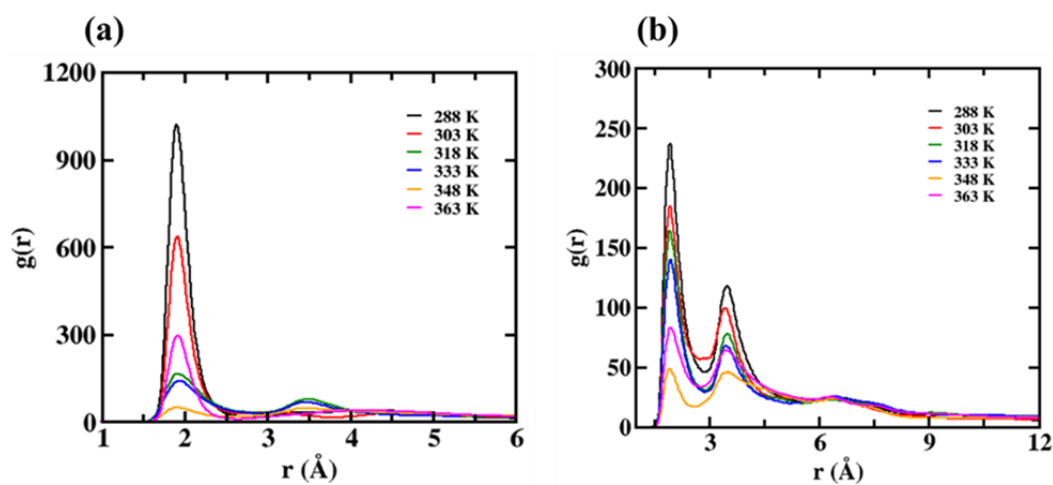 (a)
1200
900
600
300
0
g(r)
288 K
303 K
318 K
333 K
348 K
363 K
1 2 3 4 5 6
r (Å)
(b)
300
250
200
150
100
50
0
g(r)
288 K
303 K
318 K
333 K
348 K
363 K
3 6 9 12
r (Å)